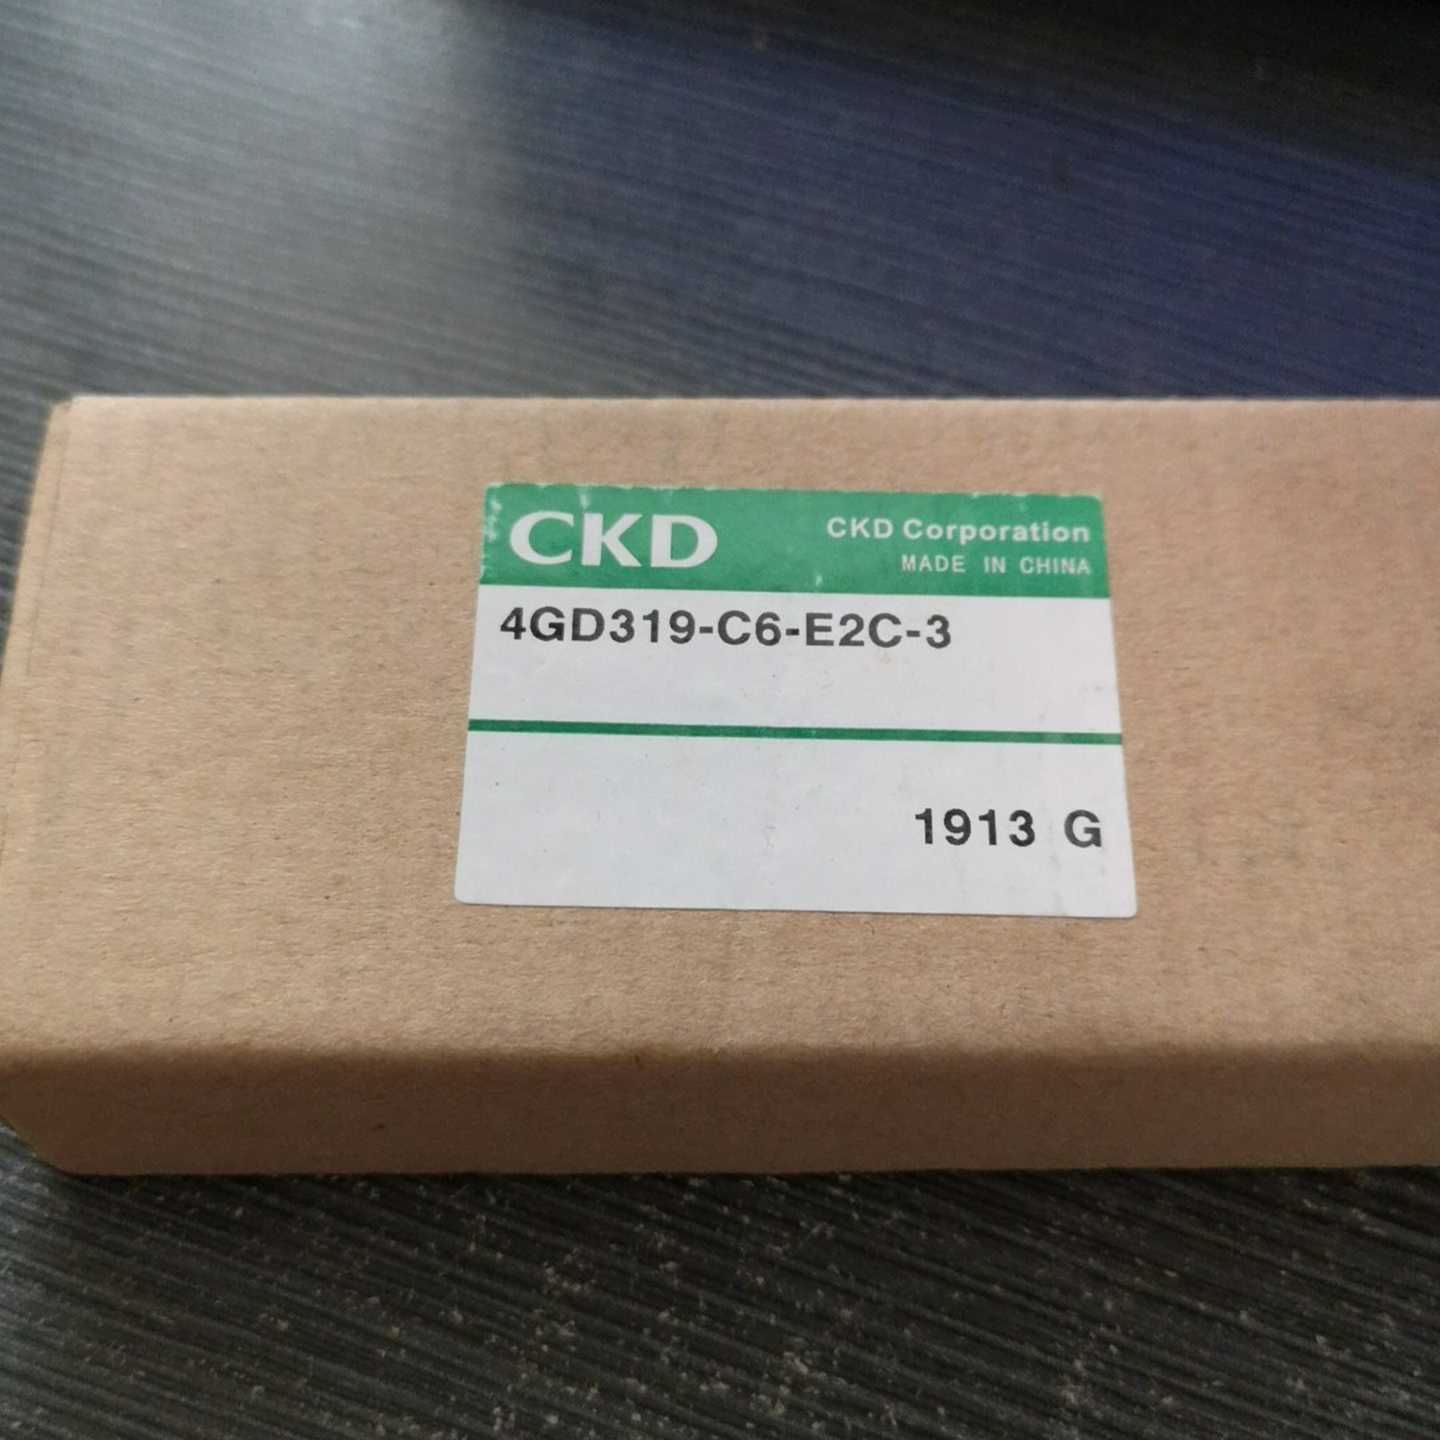 CKD
CKD Corporation
MADE IN CHINA
4GD319-C6-E2C-3
1913 G